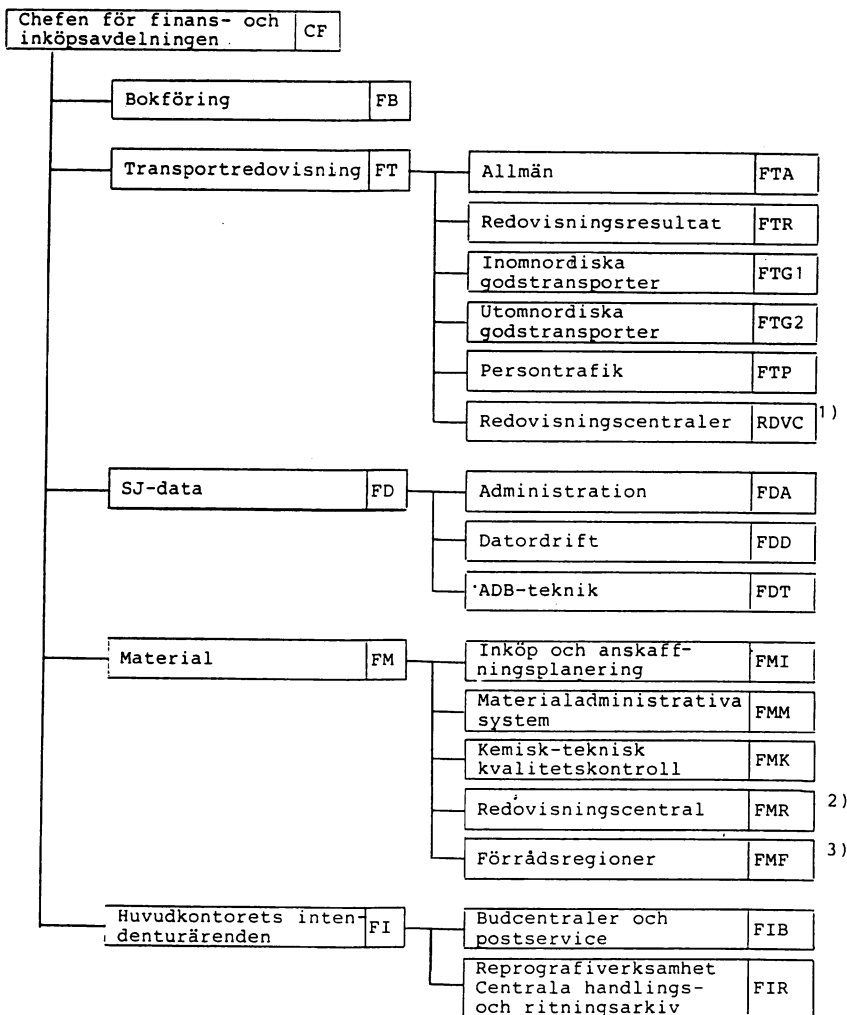 Chefen för finans- och
inköpsavdelningen CF
Bokföring FB
Transportredovisning FT
Allmän FTA
Redovisningsresultat FTR
Inomnordiska
godstransporter FTG1
Utomnordiska
godstransporter FTG2
Persontrafik FTP
Redovisningscentraler RDVC 1)
SJ-data FD
Administration FDA
Datordrift FDD
ADB-teknik FDT
Material FM
Inköp och anskaff-
ningsplanering FMI
Materialadministrativa
system FMM
Kemisk-teknisk
kvalitetskontroll FMK
Redovisningscentral FMR 2)
Förrådsregioner FMF 3)
Huvudkontorets inten-
denturärenden FI
Budcentraler och
postservice FIB
Reprografiverksamhet
Centrala handlings-
och ritningsarkiv FIR